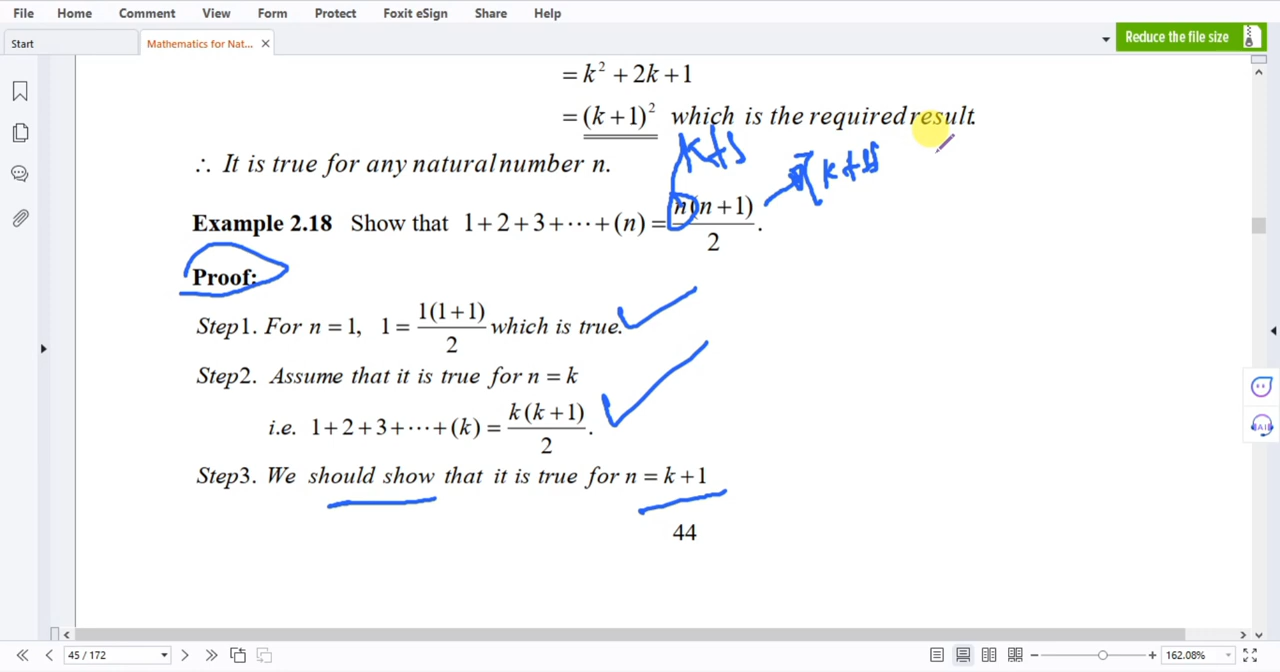 File Home Comment View Form Protect Foxit eSign Share Help
Start Mathematics for Nat... × Reduce the file size
= k² + 2k + 1
= (k + 1)² which is the required result.
k+1
∴ It is true for any natural number n.
k+1
Example 2.18 Show that 1 + 2 + 3 + ⋯ + (n) = n(n + 1)/2.
Proof:
Step1. For n = 1, 1 = 1(1 + 1)/2 which is true.
Step2. Assume that it is true for n = k
i.e. 1 + 2 + 3 + ⋯ + (k) = k(k + 1)/2.
Step3. We should show that it is true for n = k + 1
44
AI
45 / 172 162.08%